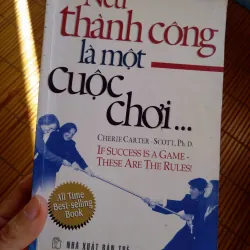 Nếu
thành công
là một
cuộc
chơi...
CHERIE CARTER - SCOTT, PH. D.
IF SUCCESS IS A GAME -
THESE ARE THE RULES!
All Time
Best-selling
Book
NHÀ XUẤT BẢN TRẺ